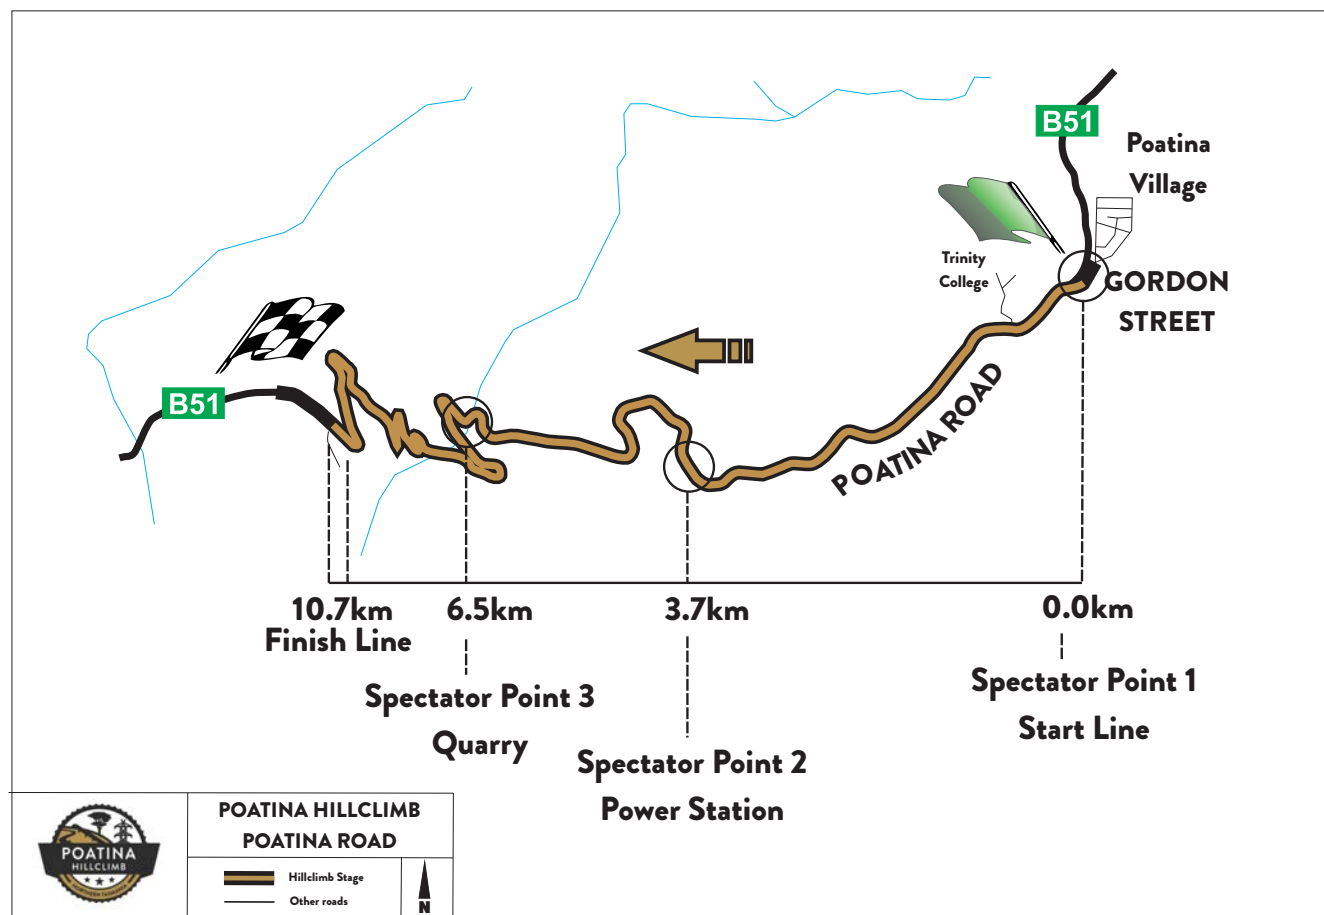 B51
Poatina
Village
Trinity
College
GORDON
STREET
B51
POATINA ROAD
10.7km
Finish Line
6.5km
3.7km
0.0km
Spectator Point 3
Quarry
Spectator Point 2
Power Station
Spectator Point 1
Start Line
POATINA
HILLCLIMB
NORTHERN TASMANIA
POATINA HILLCLIMB
POATINA ROAD
Hillclimb Stage
Other roads
N